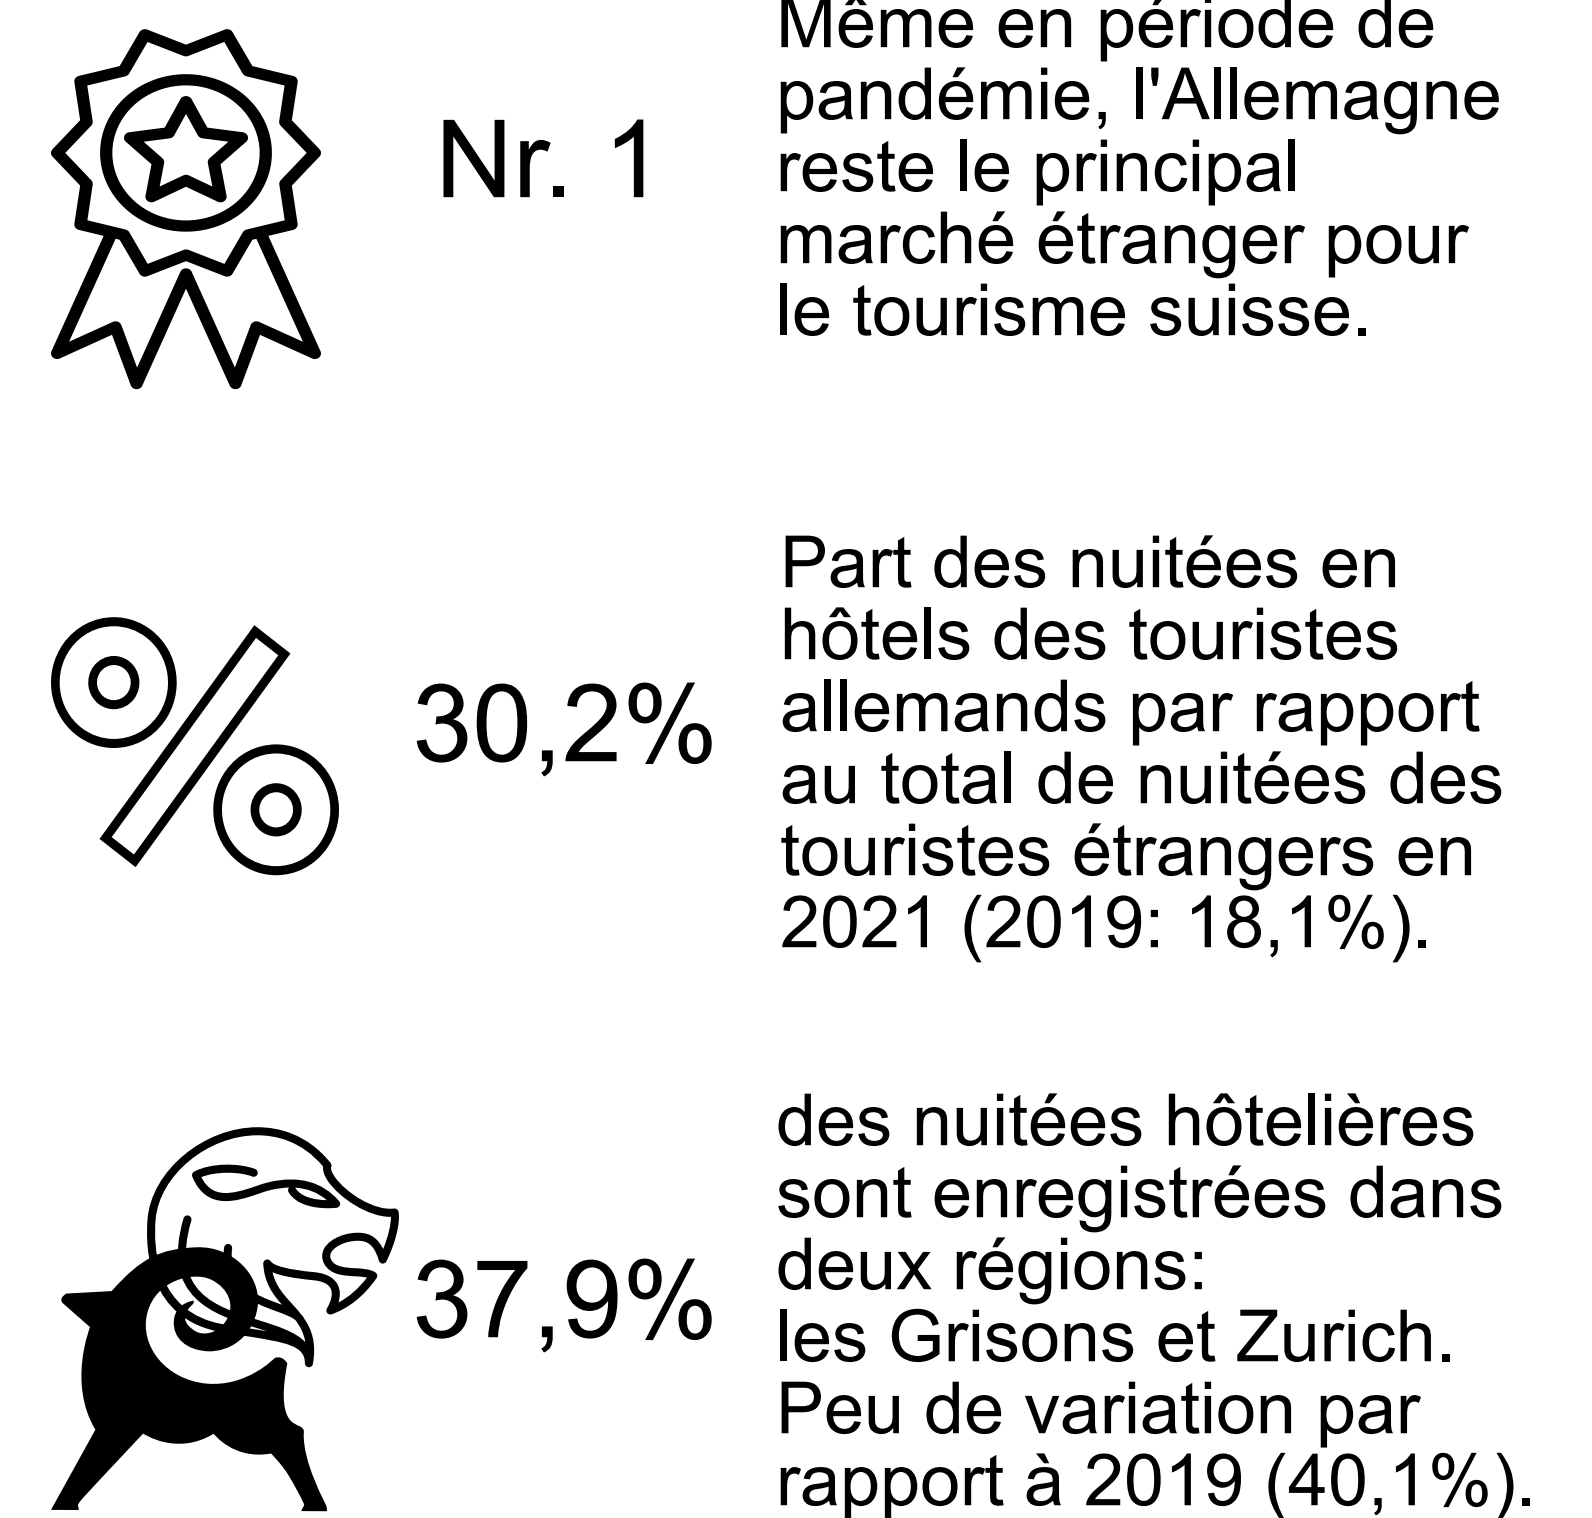 Même en période de
pandémie, l'Allemagne
reste le principal
marché étranger pour
le tourisme suisse.
Nr. 1
Part des nuitées en
hôtels des touristes
allemands par rapport
au total de nuitées des
touristes étrangers en
2021 (2019: 18,1%).
30,2%
des nuitées hôtelières
sont enregistrées dans
deux régions:
les Grisons et Zurich.
Peu de variation par
rapport à 2019 (40,1%).
37,9%